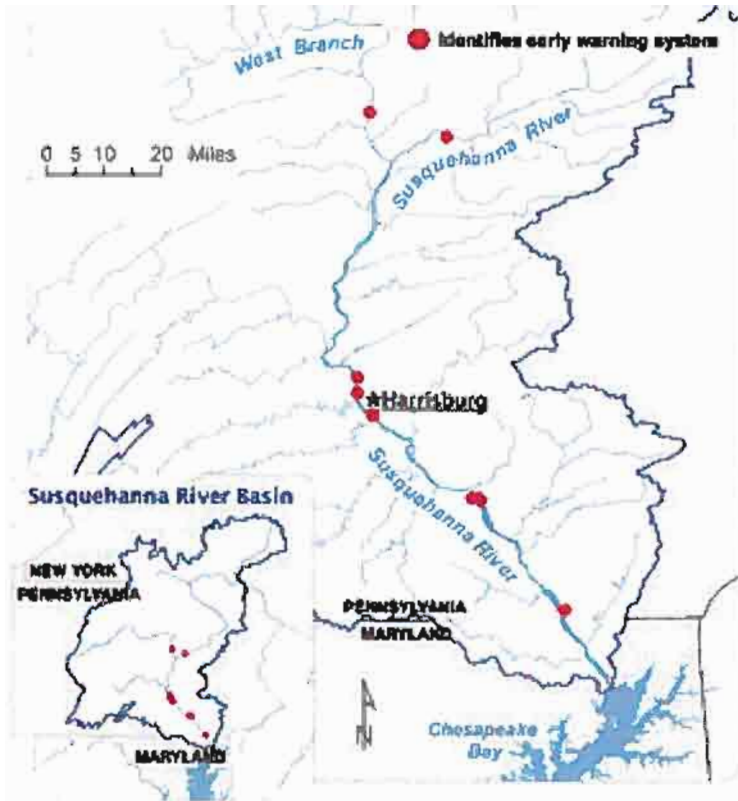 West Branch
Identifies early warning system
0 5 10 20 Miles
Susquehanna River
Harrisburg
Susquehanna River
Susquehanna River Basin
NEW YORK
PENNSYLVANIA
MARYLAND
PENNSYLVANIA
MARYLAND
N
Chesapeake
Bay